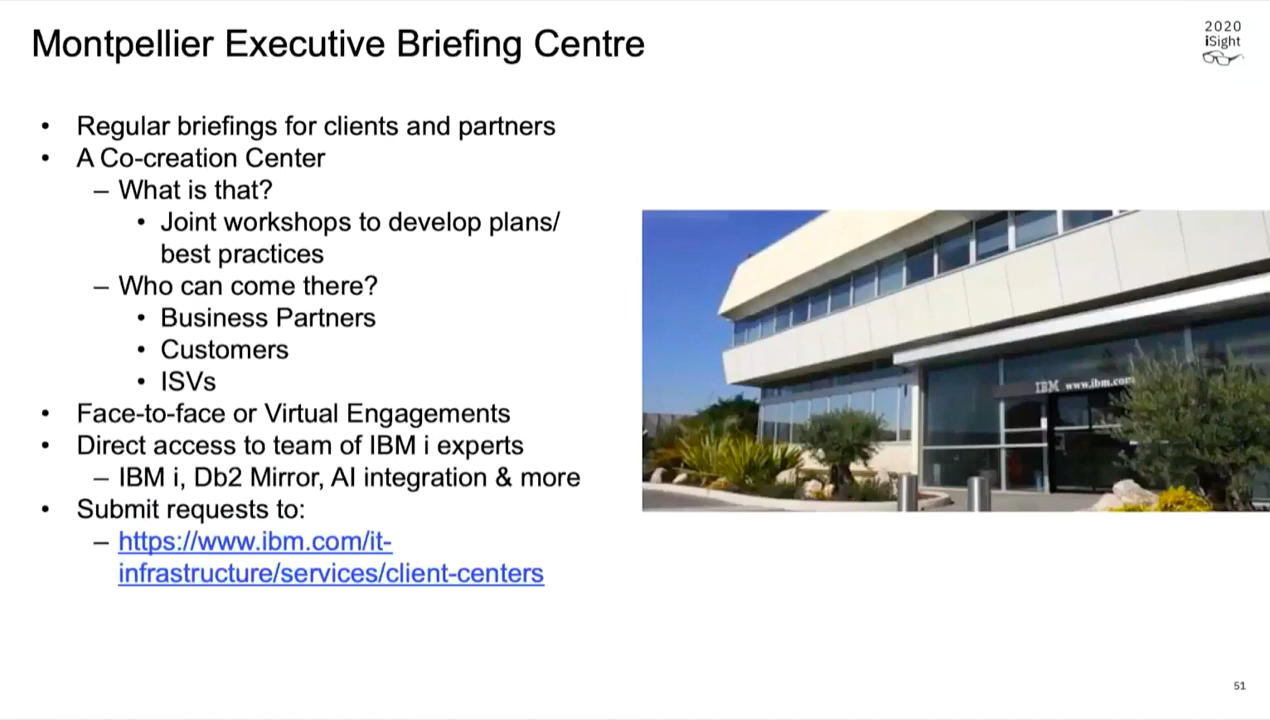 Montpellier Executive Briefing Centre
2020
iSight
• Regular briefings for clients and partners
• A Co-creation Center
– What is that?
• Joint workshops to develop plans/
best practices
– Who can come there?
• Business Partners
• Customers
• ISVs
• Face-to-face or Virtual Engagements
• Direct access to team of IBM i experts
– IBM i, Db2 Mirror, AI integration & more
• Submit requests to:
– https://www.ibm.com/it-
infrastructure/services/client-centers
IBM www.ibm.com
51